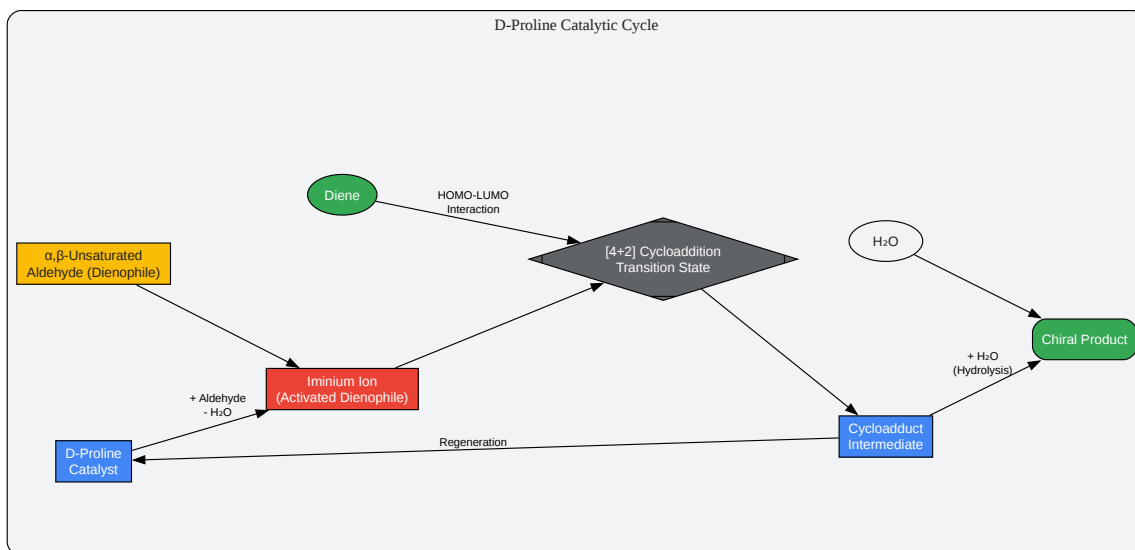 D-Proline Catalytic Cycle
Diene
HOMO-LUMO
Interaction
[4+2] Cycloaddition
Transition State
H₂O
α,β-Unsaturated
Aldehyde (Dienophile)
Chiral Product
+ H₂O
(Hydrolysis)
Iminium Ion
(Activated Dienophile)
+ Aldehyde
- H₂O
Cycloadduct
Intermediate
Regeneration
D-Proline
Catalyst